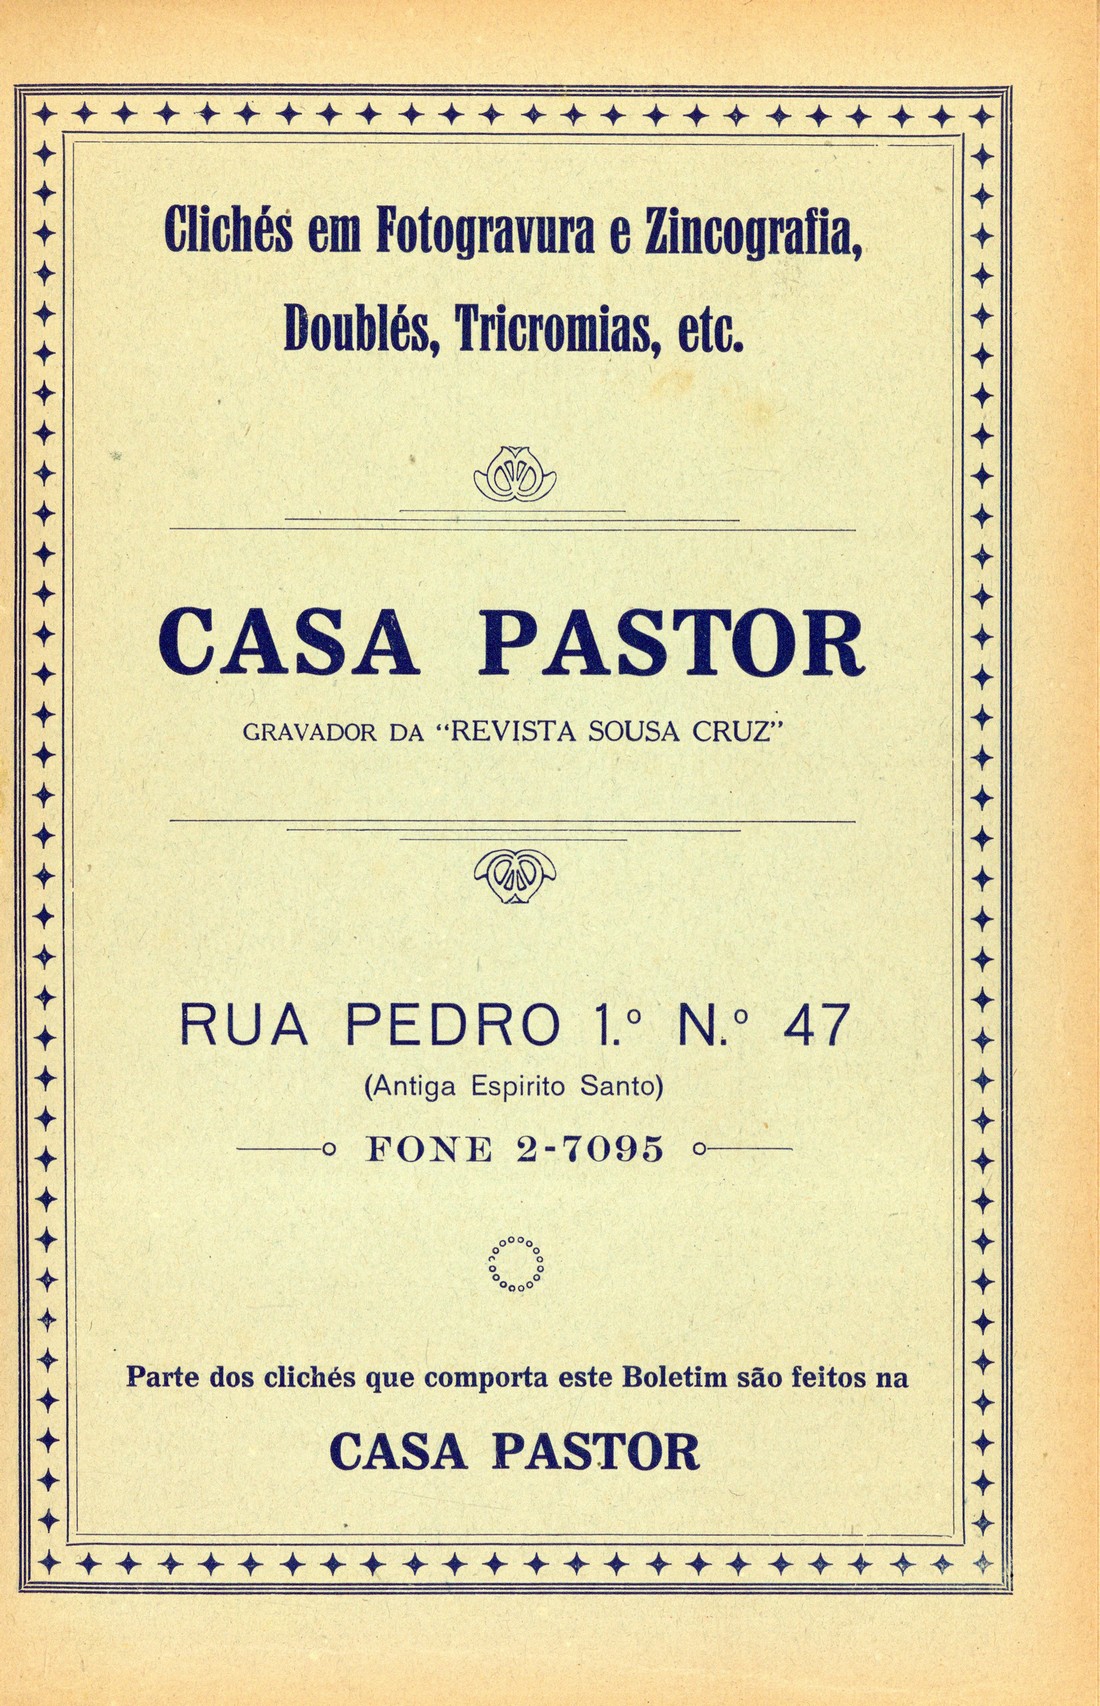 Clichés em Fotogravura e Zincografia,
Doublés, Tricromias, etc.
CASA PASTOR
GRAVADOR DA “REVISTA SOUSA CRUZ”
RUA PEDRO 1.º N.º 47
(Antiga Espirito Santo)
FONE 2-7095
Parte dos clichés que comporta este Boletim são feitos na
CASA PASTOR